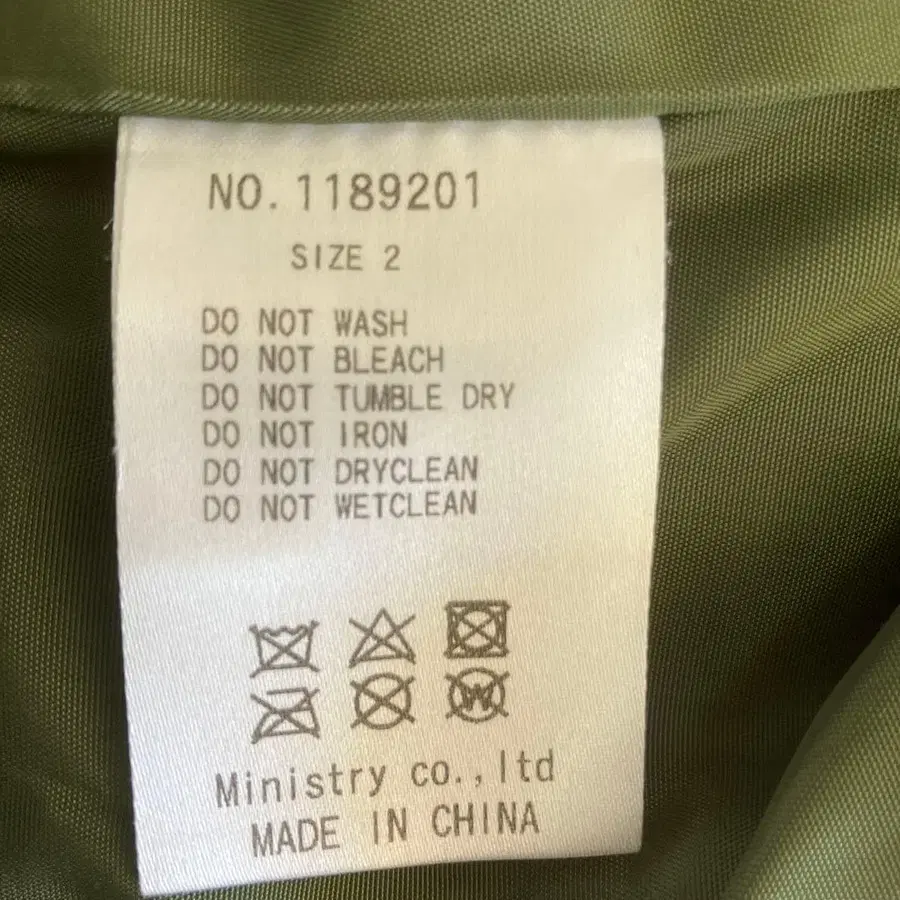 NO. 1189201
SIZE 2
DO NOT WASH
DO NOT BLEACH
DO NOT TUMBLE DRY
DO NOT IRON
DO NOT DRYCLEAN
DO NOT WETCLEAN
W
Ministry co.,ltd
MADE IN CHINA